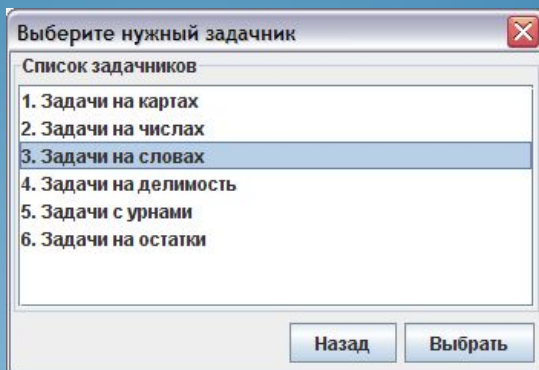 Выберите нужный задачник
Список задачников
1. Задачи на картах
2. Задачи на числах
3. Задачи на словах
4. Задачи на делимость
5. Задачи с урнами
6. Задачи на остатки
Назад Выбрать